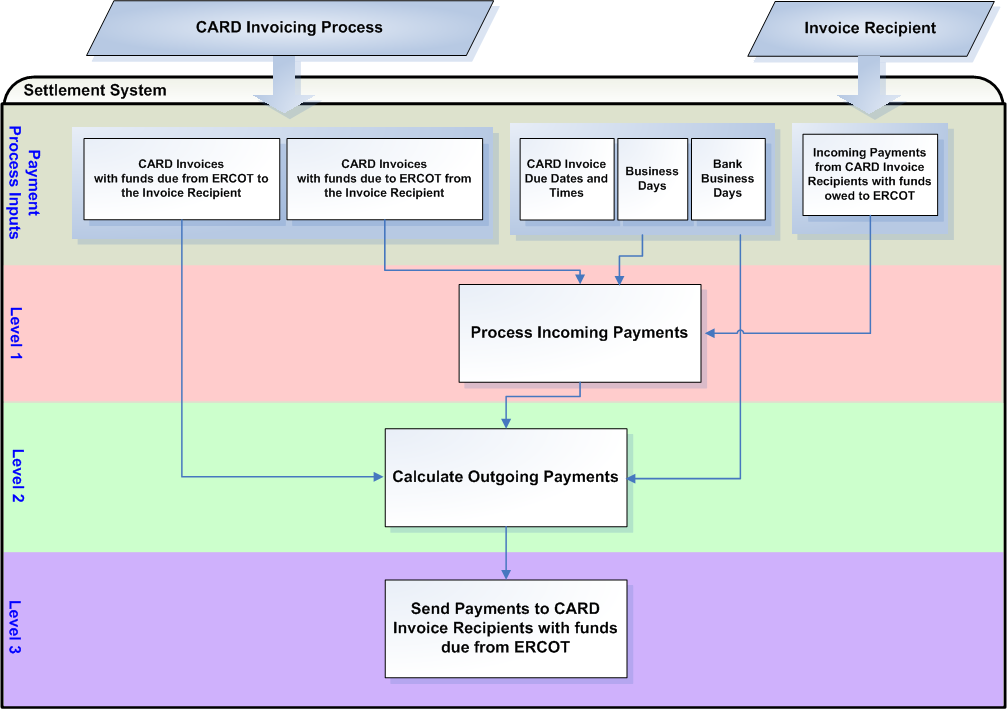 CARD Invoicing Process
Invoice Recipient
Settlement System
Payment
Process Inputs
CARD Invoices
with funds due from ERCOT to
the Invoice Recipient
CARD Invoices
with funds due to ERCOT from
the Invoice Recipient
CARD Invoice
Due Dates and
Times
Business
Days
Bank
Business
Days
Incoming Payments
from CARD Invoice
Recipients with funds
owed to ERCOT
Level 1
Process Incoming Payments
Level 2
Calculate Outgoing Payments
Level 3
Send Payments to CARD
Invoice Recipients with funds
due from ERCOT